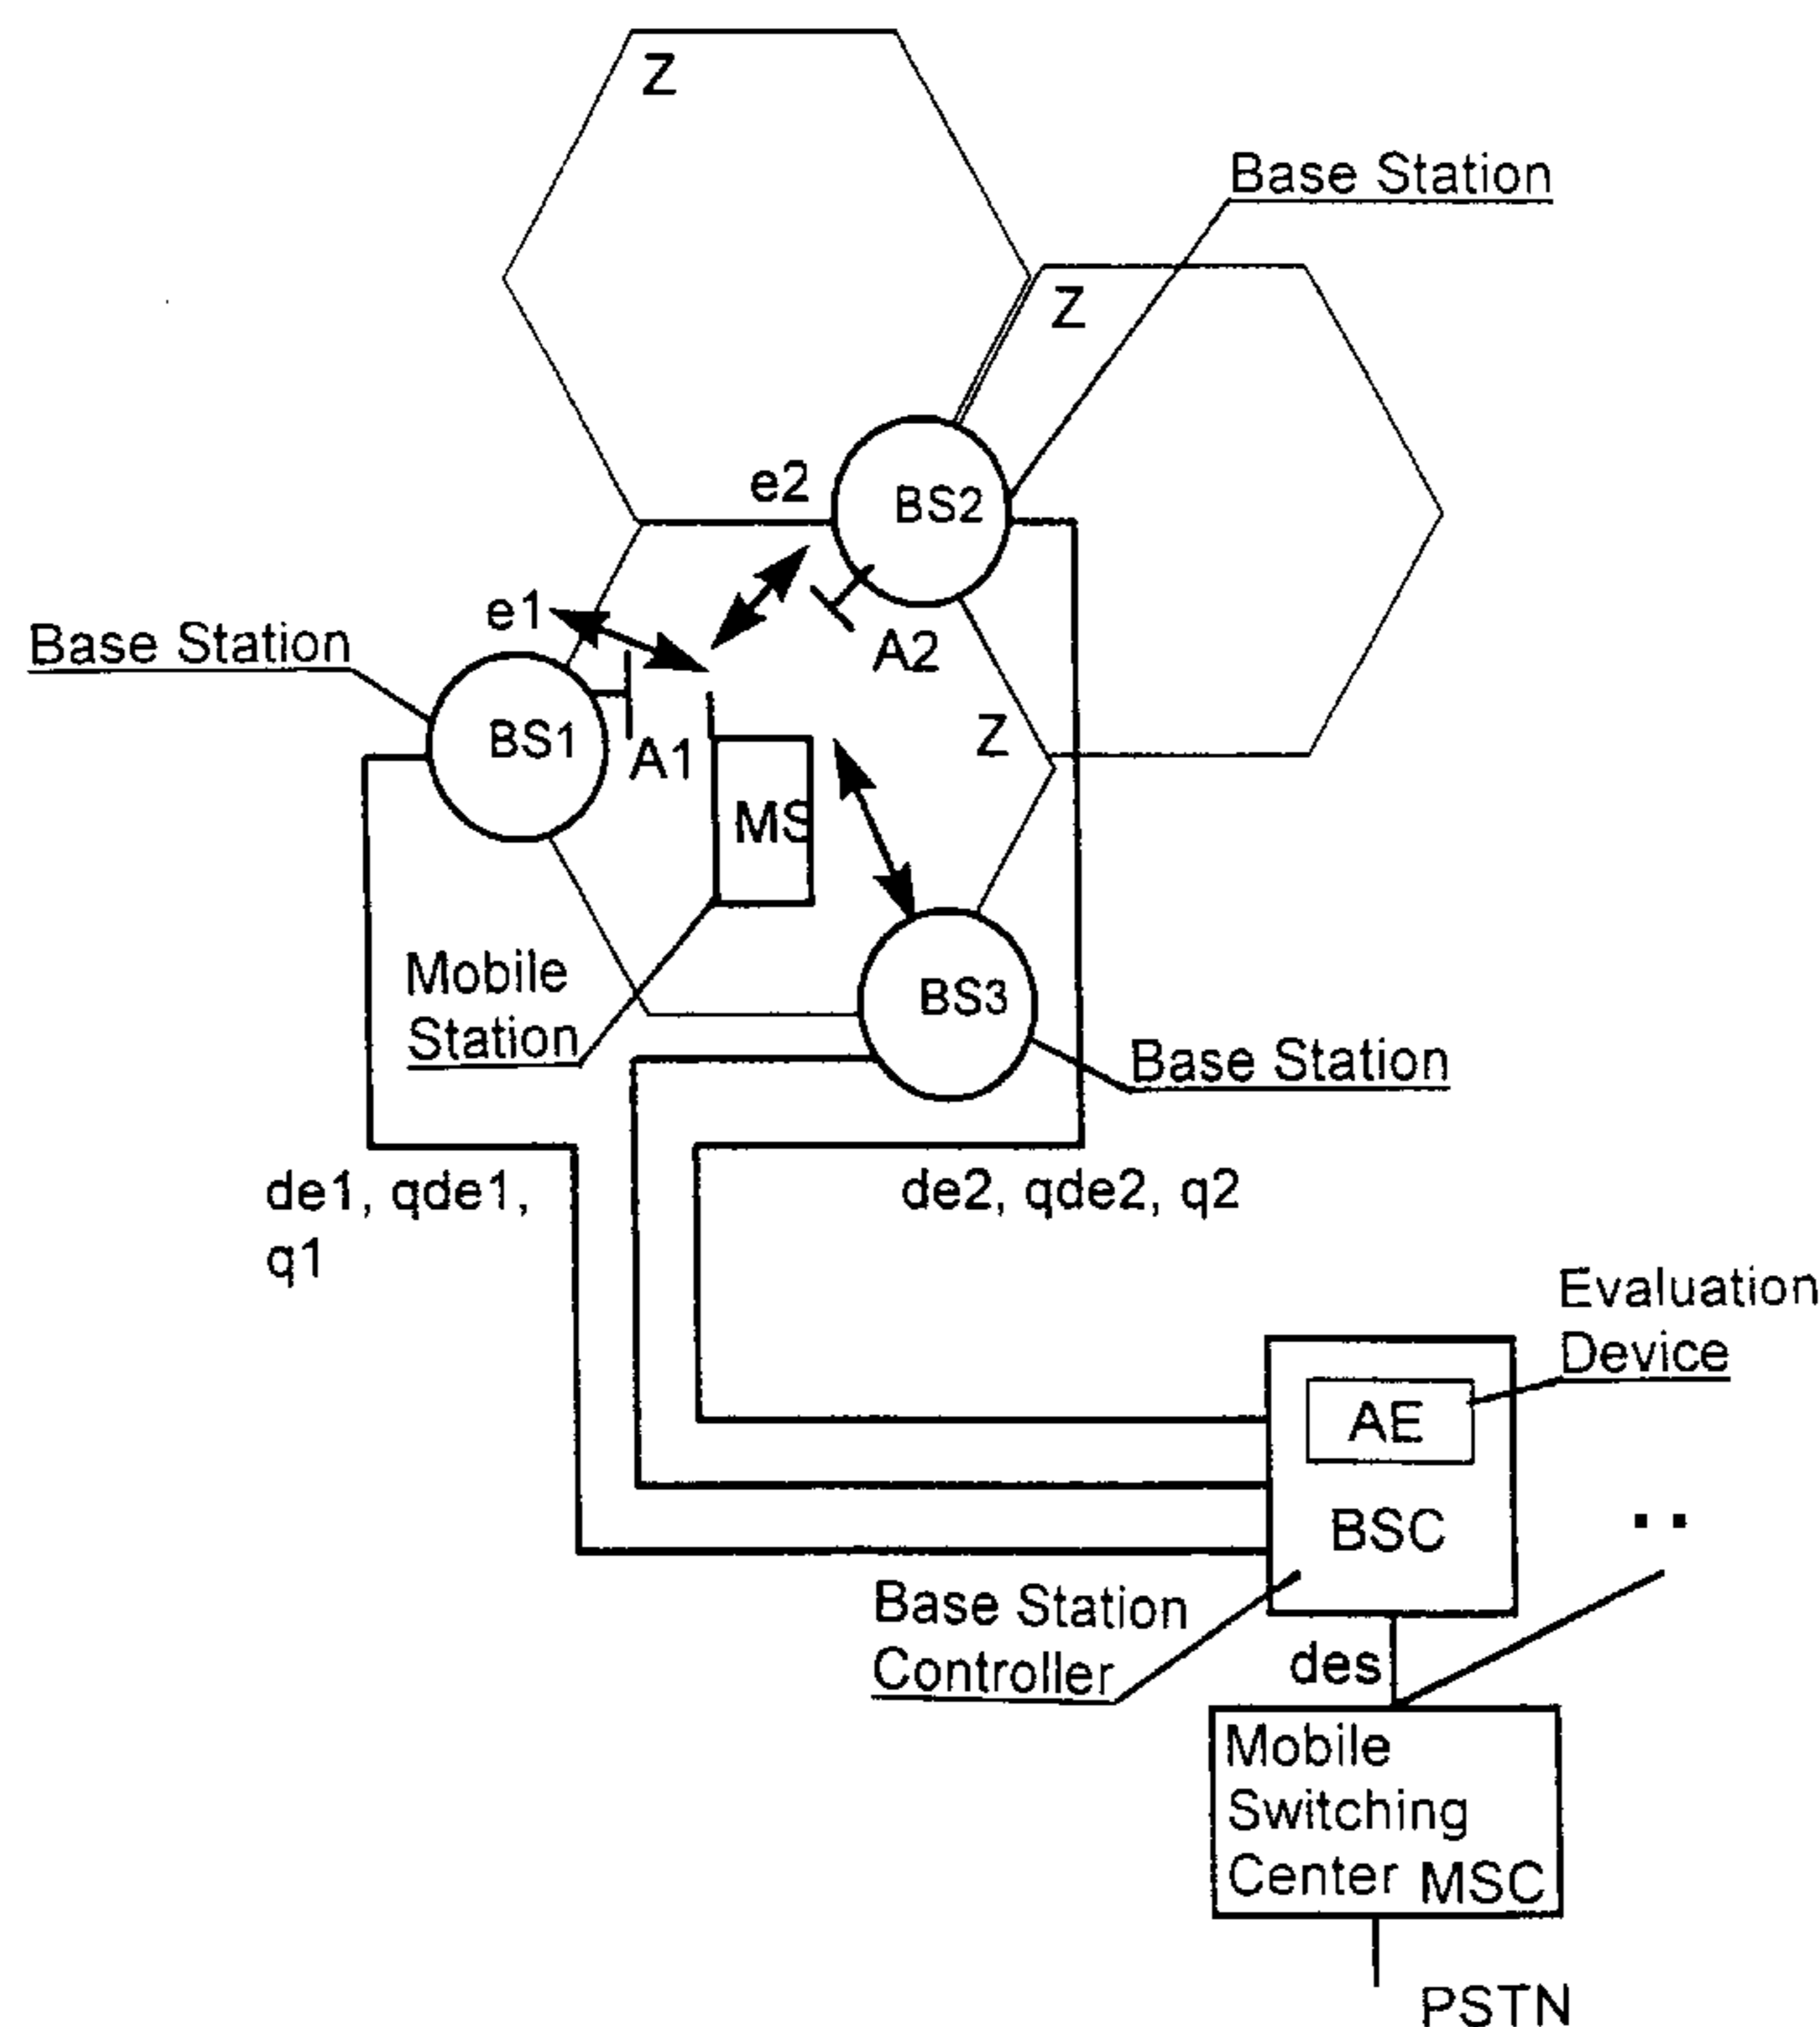 Z
Base Station
Z
e2
BS2
e1
Base Station
A2
BS1
A1
Z
MS
Mobile
Station
BS3
Base Station
de1, qde1,
q1
de2, qde2, q2
Evaluation
Device
AE
BSC
Base Station
Controller
des
Mobile
Switching
Center MSC
PSTN